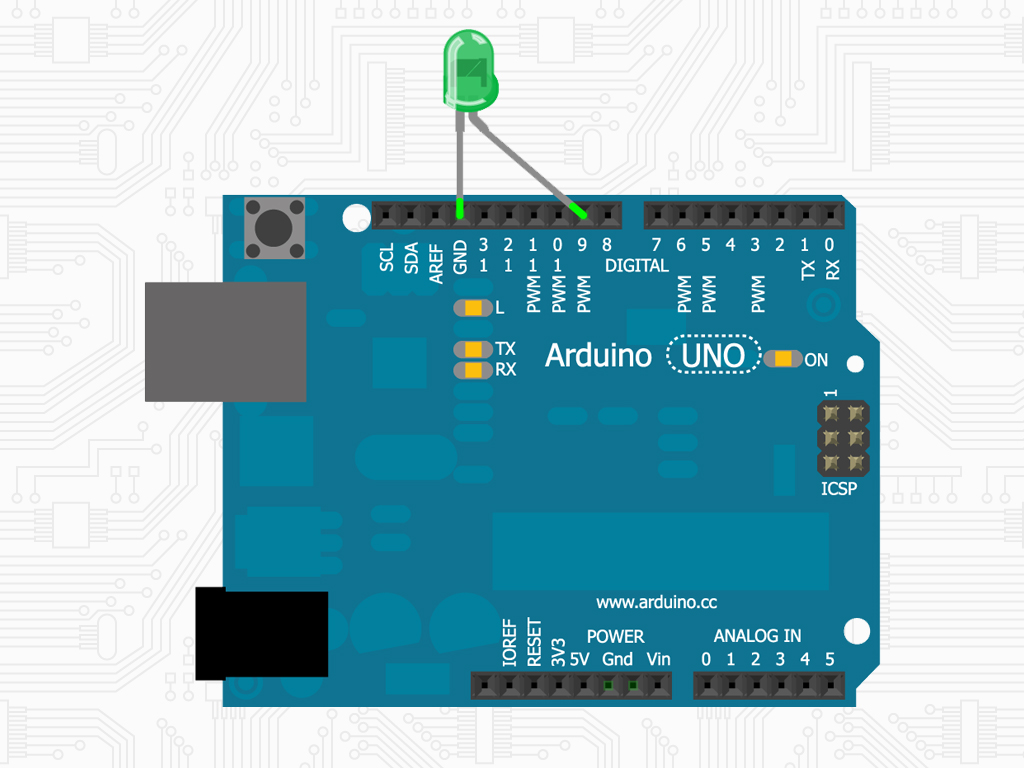 SCL
SDA
AREF
GND
13
12
PWM 11
PWM 10
PWM 9
8
7
PWM 6
PWM 5
4
PWM 3
2
TX 1
RX 0
DIGITAL
L
TX
RX
Arduino UNO
ON
1
ICSP
www.arduino.cc
POWER
IOREF
RESET
3V3
5V Gnd Vin
ANALOG IN
0 1 2 3 4 5